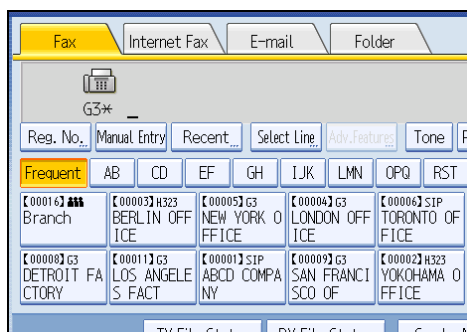 Fax Internet Fax E-mail Folder
G3* _
Reg. No. Manual Entry Recent Select Line Adv.Features Tone P
Frequent AB CD EF GH IJK LMN OPQ RST
【00016】 【00003】H323 【00005】G3 【00004】G3 【00006】SIP
Branch BERLIN OFF NEW YORK O LONDON OFF TORONTO OF
ICE FFICE ICE FICE
【00008】G3 【00011】G3 【00001】SIP 【00009】G3 【00002】H323
DETROIT FA LOS ANGELE ABCD COMPA SAN FRANCI YOKOHAMA O
CTORY S FACT NY SCO OF FFICE